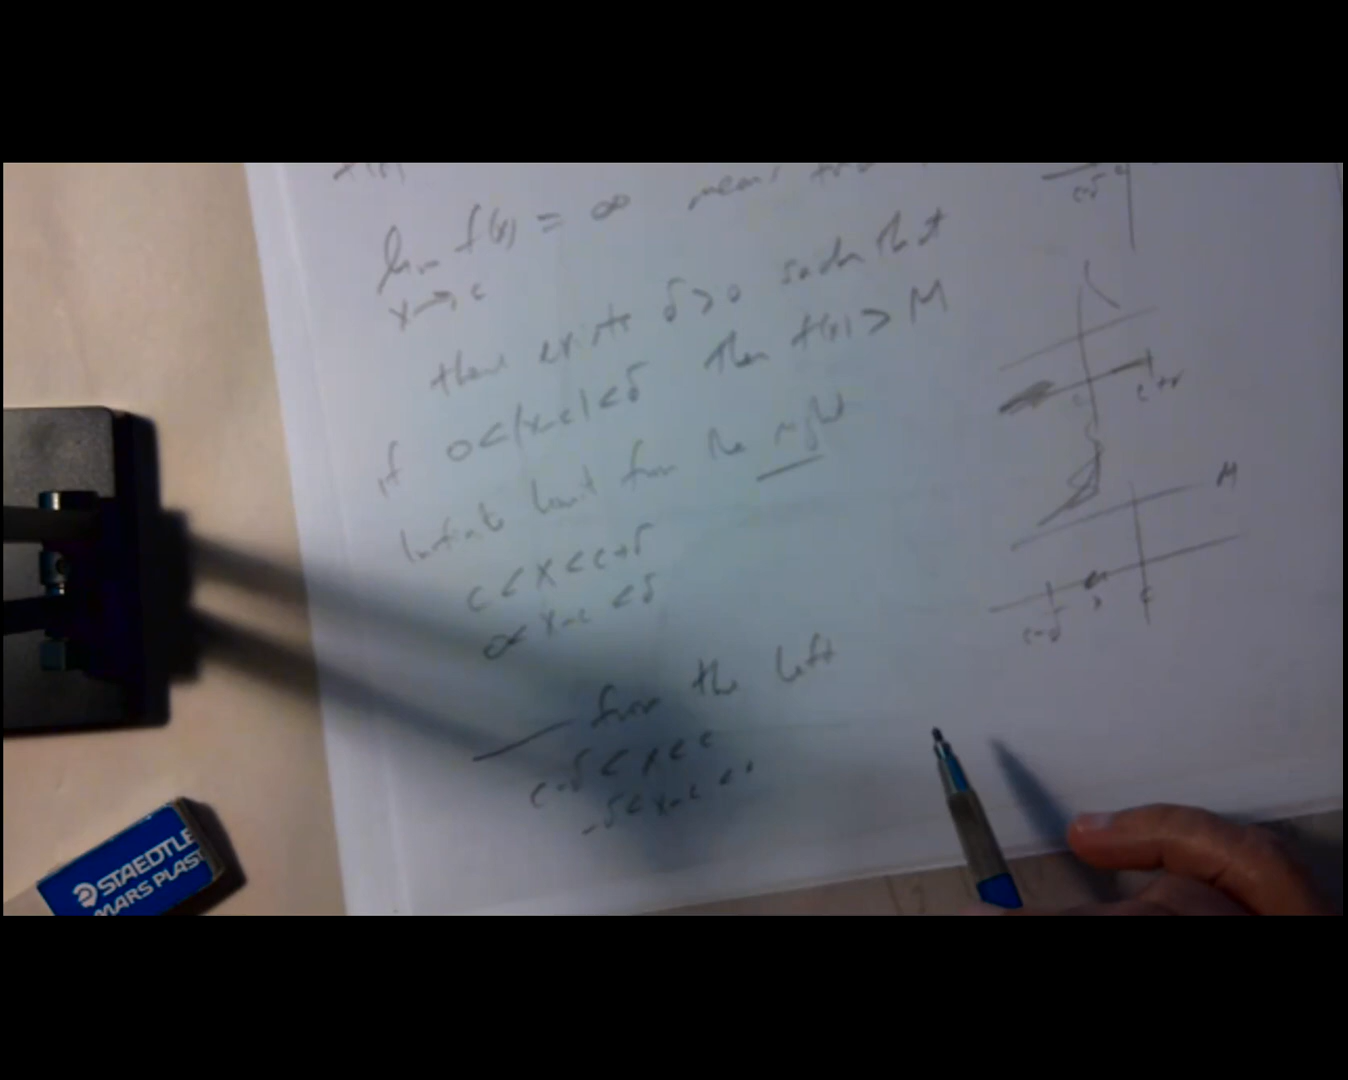 lim f(x) = ∞ means
x→c
there exists δ>0 such that
if 0<|x-c|<δ then f(x) > M
Infinite limit from the right
c < x < c+δ
0< x-c < δ
from the left
c-δ < x < c
-δ < x-c < 0
c-δ
c
c
M
c-δ
x
c
STAEDTLER
MARS PLAST